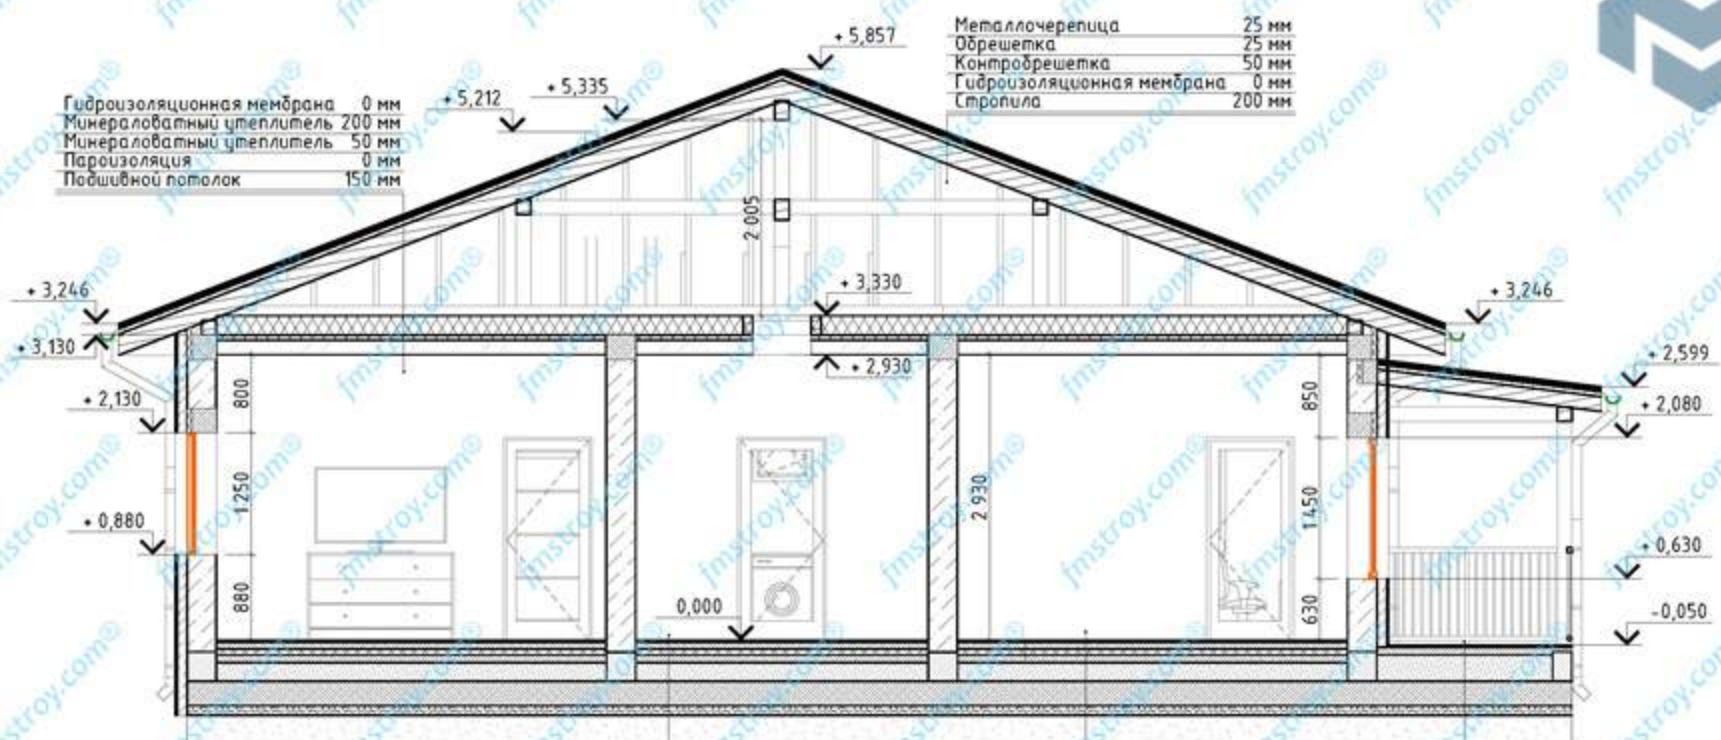 Металлочерепица 25 мм
Обрешетка 25 мм
Контробрешетка 50 мм
Гидроизоляционная мембрана 0 мм
Стропила 200 мм
+ 5,857
+ 5,335
+ 5,212
Гидроизоляционная мембрана 0 мм
Минераловатный утеплитель 200 мм
Минераловатный утеплитель 50 мм
Пароизоляция 0 мм
Подшивной потолок 150 мм
2 005
+ 3,246
+ 3,330
+ 3,246
+ 3,130
+ 2,930
+ 2,599
+ 2,130
800
850
+ 2,080
1 250
2 930
1 450
+ 0,880
+ 0,630
880
0,000
630
-0,050
fmstroy.com®